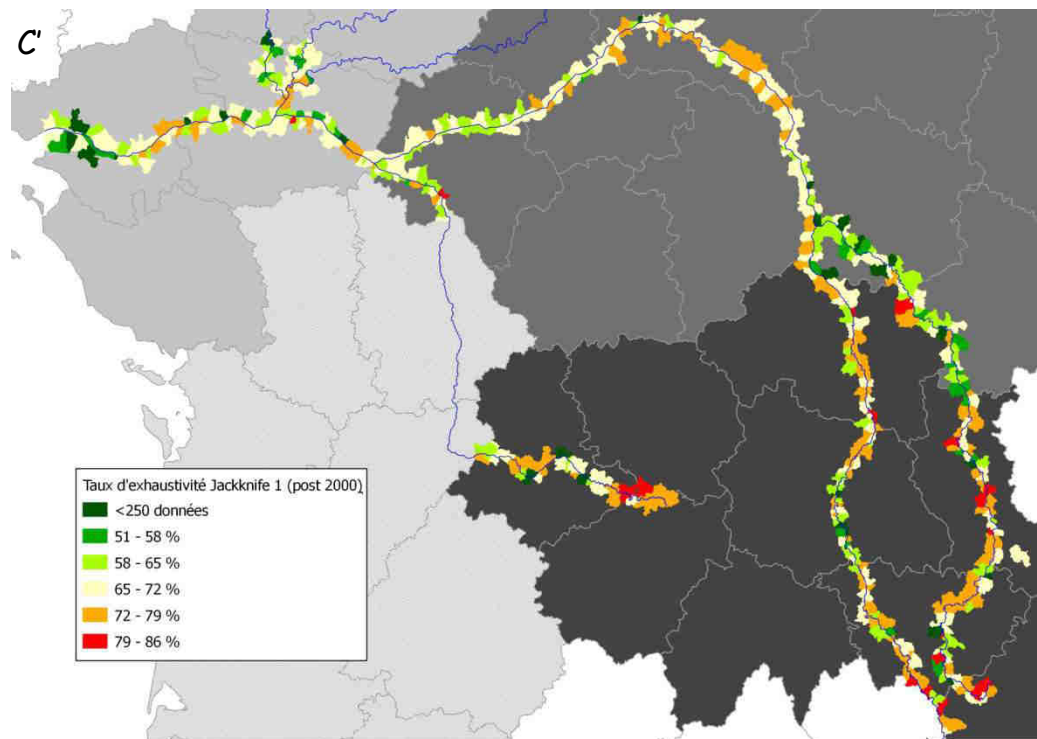 C'
Taux d'exhaustivité Jackknife 1 (post 2000)
<250 données
51 - 58 %
58 - 65 %
65 - 72 %
72 - 79 %
79 - 86 %